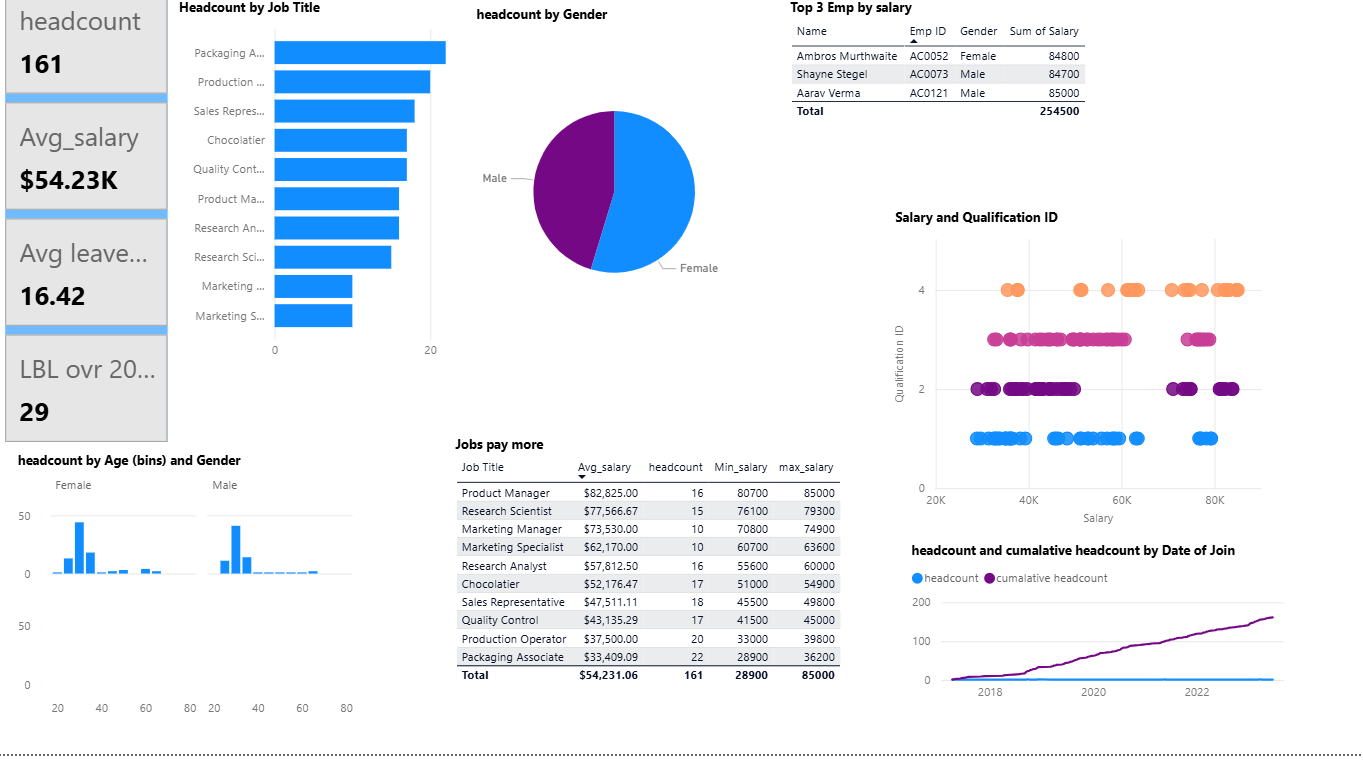 headcount
161
Avg_salary
$54.23K
Avg leave...
16.42
LBL ovr 20...
29
Headcount by Job Title
Packaging A...
Production ...
Sales Repres...
Chocolatier
Quality Cont...
Product Ma...
Research An...
Research Sci...
Marketing ...
Marketing S...
0 20
headcount by Gender
Male
Female
Top 3 Emp by salary
Name Emp ID Gender Sum of Salary
Ambros Murthwaite AC0052 Female 84800
Shayne Stegel AC0073 Male 84700
Aarav Verma AC0121 Male 85000
Total 254500
Salary and Qualification ID
Qualification ID
4
2
0
20K 40K 60K 80K
Salary
headcount by Age (bins) and Gender
Female Male
50
0
50
0
20 40 60 80 20 40 60 80
Jobs pay more
Job Title Avg_salary headcount Min_salary max_salary
Product Manager $82,825.00 16 80700 85000
Research Scientist $77,566.67 15 76100 79300
Marketing Manager $73,530.00 10 70800 74900
Marketing Specialist $62,170.00 10 60700 63600
Research Analyst $57,812.50 16 55600 60000
Chocolatier $52,176.47 17 51000 54900
Sales Representative $47,511.11 18 45500 49800
Quality Control $43,135.29 17 41500 45000
Production Operator $37,500.00 20 33000 39800
Packaging Associate $33,409.09 22 28900 36200
Total $54,231.06 161 28900 85000
headcount and cumalative headcount by Date of Join
headcount cumalative headcount
200
100
0
2018 2020 2022